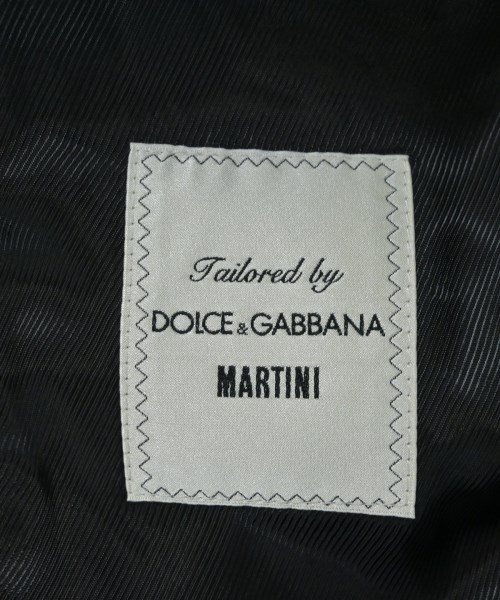 Tailored by
DOLCE & GABBANA
MARTINI